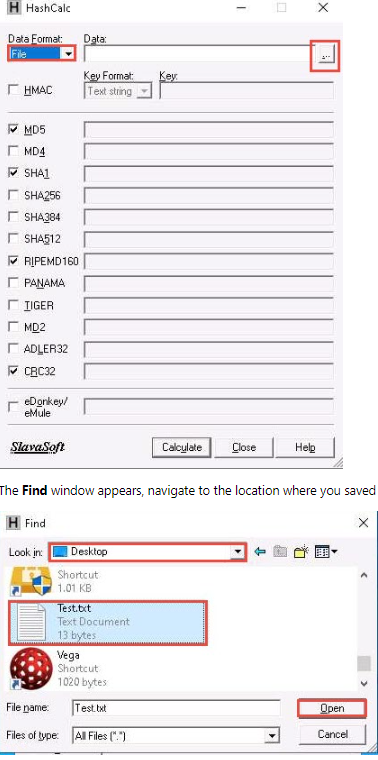 HashCalc
Data Format: Data:
File ...
Key Format: Key:
HMAC Text string
MD5
MD4
SHA1
SHA256
SHA384
SHA512
RIPEMD160
PANAMA
TIGER
MD2
ADLER32
CRC32
eDonkey/
eMule
SlavaSoft Calculate Close Help
The Find window appears, navigate to the location where you saved
Find
Look in: Desktop
Shortcut
1.01 KB
Test.txt
Text Document
13 bytes
Vega
Shortcut
1020 bytes
File name: Test.txt Open
Files of type: All Files (*.*) Cancel